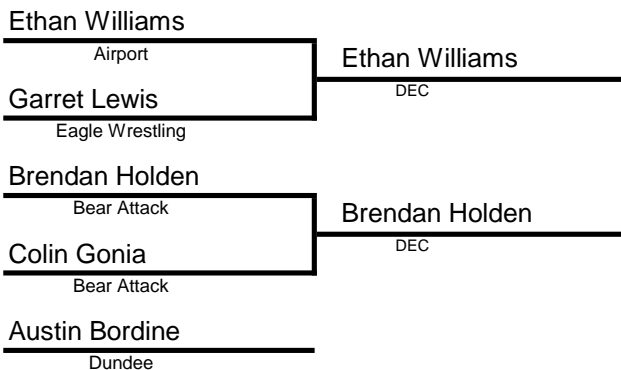 Ethan Williams
Airport
Ethan Williams
DEC
Garret Lewis
Eagle Wrestling
Brendan Holden
Bear Attack
Brendan Holden
DEC
Colin Gonia
Bear Attack
Austin Bordine
Dundee